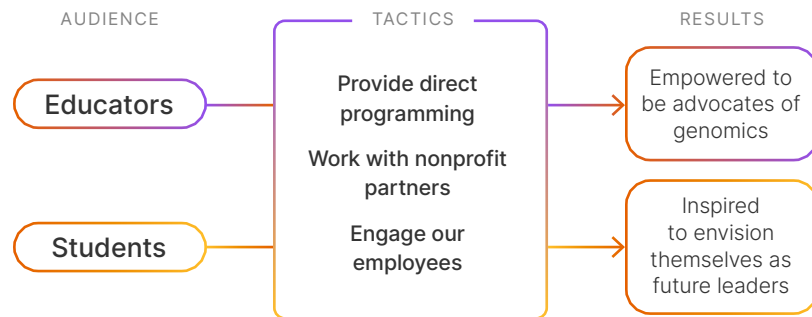 AUDIENCE
TACTICS
RESULTS
Educators
Students
Provide direct
programming
Work with nonprofit
partners
Engage our
employees
Empowered to
be advocates of
genomics
Inspired
to envision
themselves as
future leaders